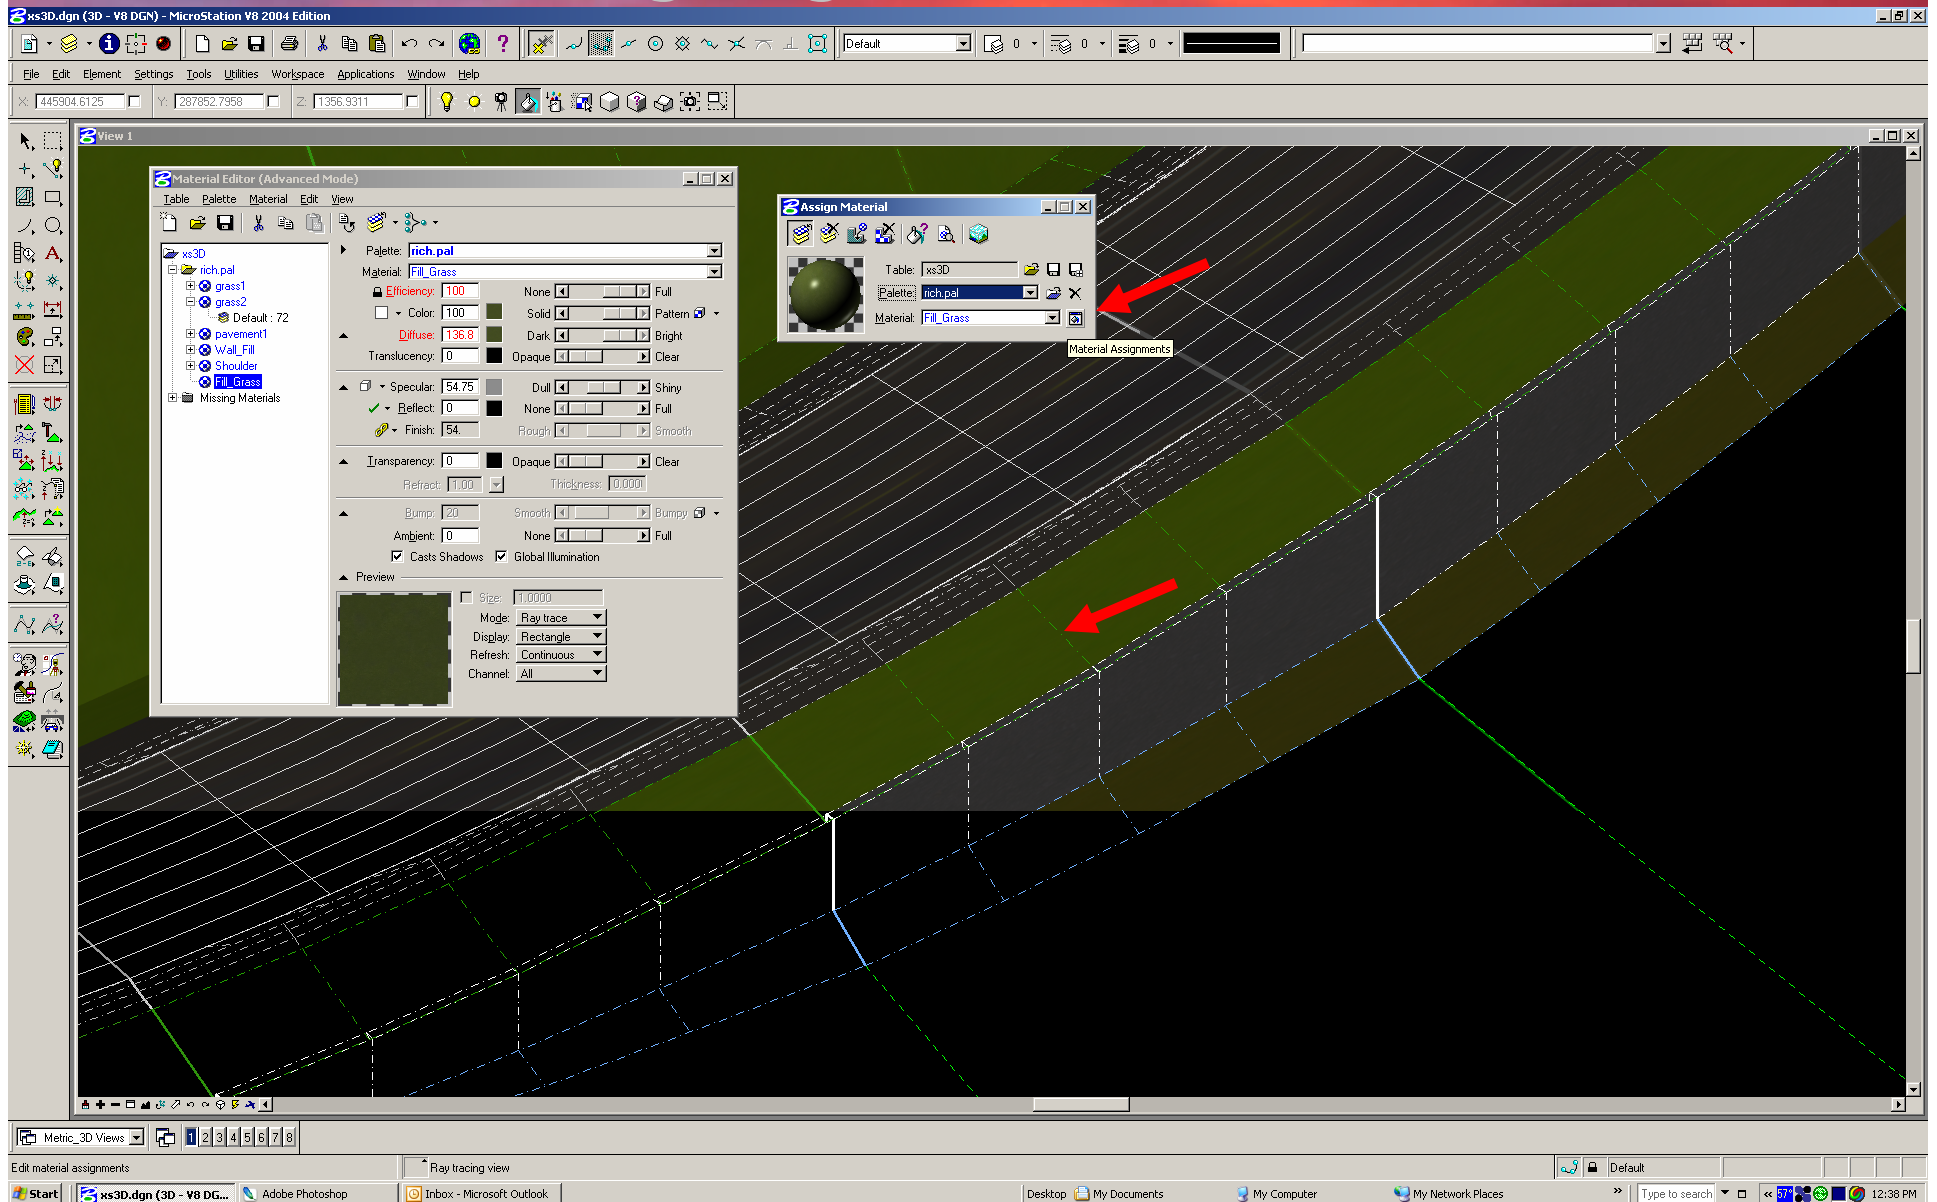 xs3D.dgn (3D - V8 DGN) - MicroStation V8 2004 Edition
Default 0 0 0
File Edit Element Settings Tools Utilities Workspace Applications Window Help
X: 445904.6125 Y: 287852.7958 Z: 1356.9311
View 1
Material Editor (Advanced Mode)
Table Palette Material Edit View
xs3D
rich.pal
grass1
grass2
Default : 72
pavement1
Wall_Fill
Shoulder
Fill_Grass
Missing Materials
Palette: rich.pal
Material: Fill_Grass
Efficiency: 100 None Full
Color: 100 Solid Pattern
Diffuse: 136.8 Dark Bright
Translucency: 0 Opaque Clear
Specular: 54.75 Dull Shiny
Reflect: 0 None Full
Finish: 54. Rough Smooth
Transparency: 0 Opaque Clear
Refract: 1.00 Thickness: 0.000
Bump: 20 Smooth Bumpy
Ambient: 0 None Full
Casts Shadows Global Illumination
Preview
Size: 1.0000
Mode: Ray trace
Display: Rectangle
Refresh: Continuous
Channel: All
Assign Material
Table: xs3D
Palette: rich.pal
Material: Fill_Grass
Material Assignments
Metric_3D Views 1 2 3 4 5 6 7 8
Edit material assignments Ray tracing view Default
Start xs3D.dgn (3D - V8 DG... Adobe Photoshop Inbox - Microsoft Outlook Desktop My Documents My Computer My Network Places » Type to search « 57° 12:38 PM